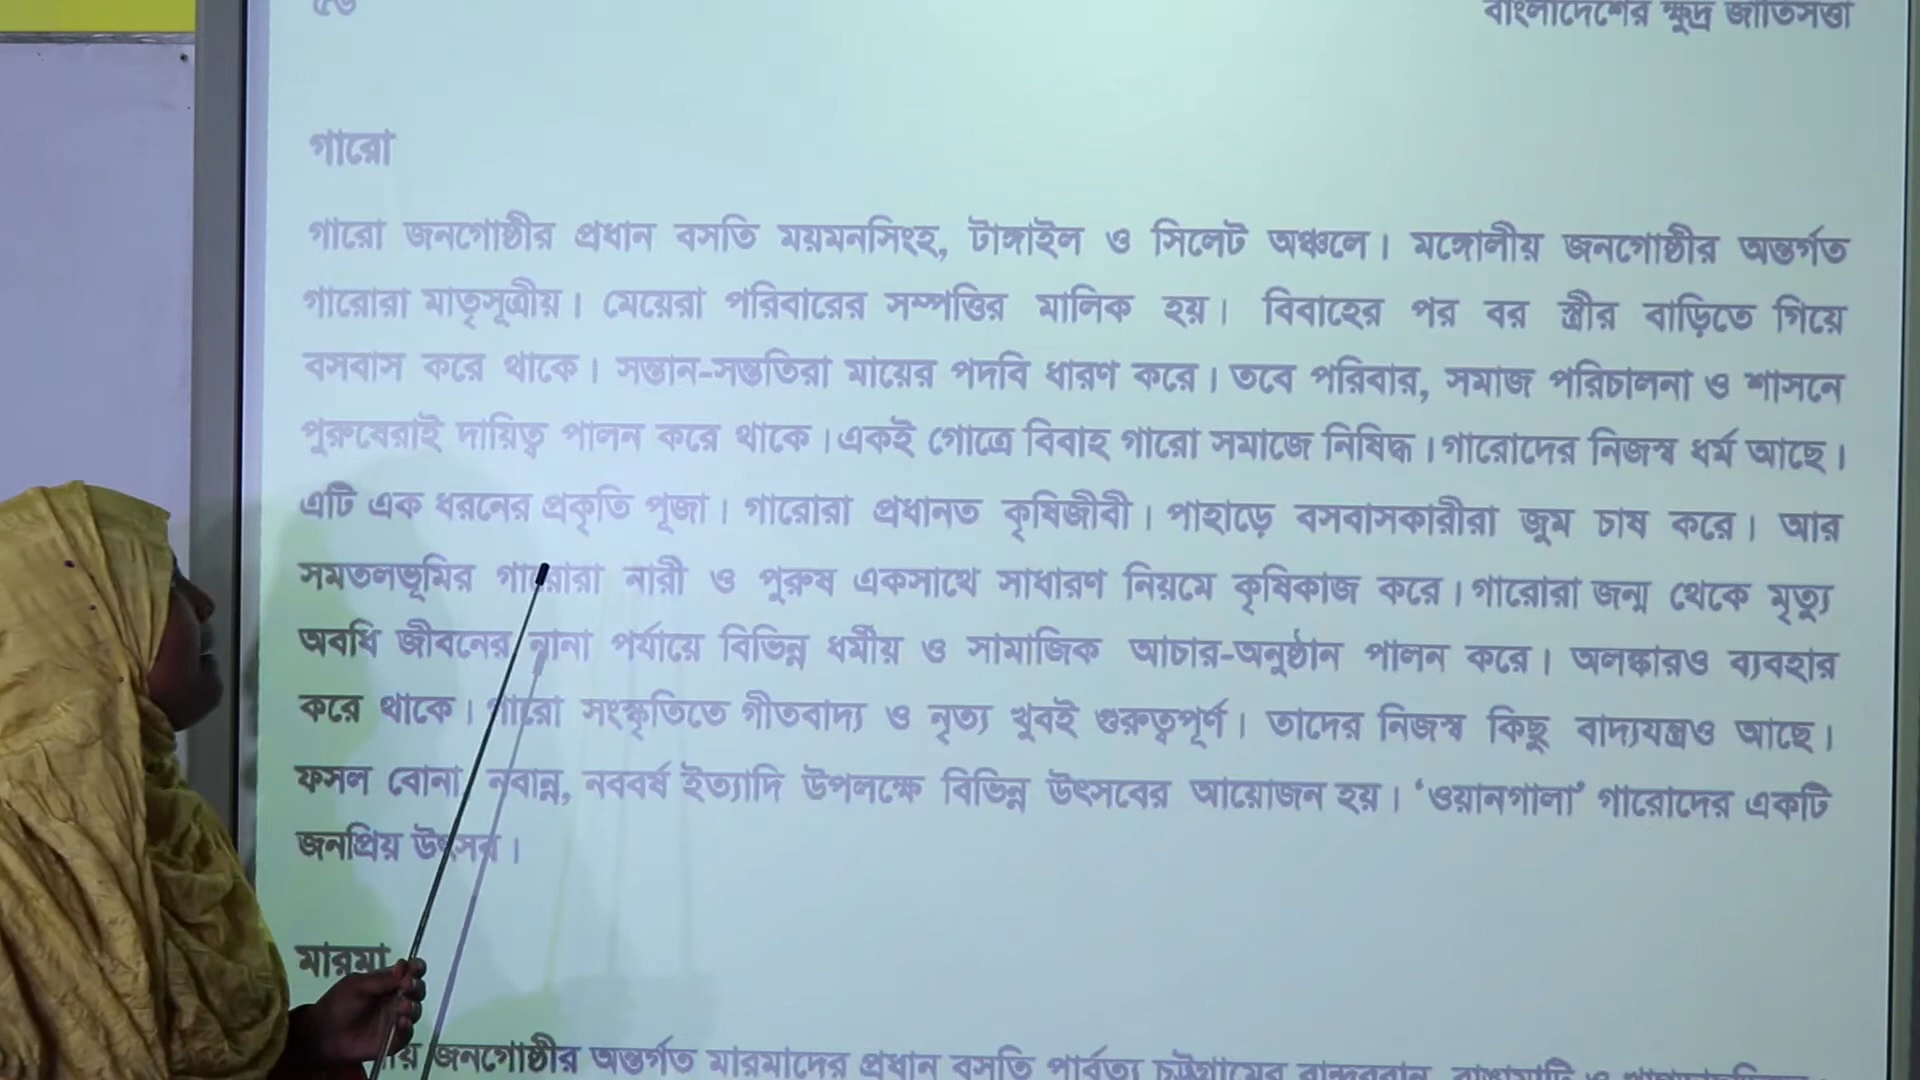 ৫৬
বাংলাদেশের ক্ষুদ্র জাতিসত্তা
গারো
গারো জনগোষ্ঠীর প্রধান বসতি ময়মনসিংহ, টাঙ্গাইল ও সিলেট অঞ্চলে। মঙ্গোলীয় জনগোষ্ঠীর অন্তর্গত
গারোরা মাতৃসূত্রীয়। মেয়েরা পরিবারের সম্পত্তির মালিক হয়। বিবাহের পর বর স্ত্রীর বাড়িতে গিয়ে
বসবাস করে থাকে। সন্তান-সন্ততিরা মায়ের পদবি ধারণ করে। তবে পরিবার, সমাজ পরিচালনা ও শাসনে
পুরুষেরাই দায়িত্ব পালন করে থাকে। একই গোত্রে বিবাহ গারো সমাজে নিষিদ্ধ। গারোদের নিজস্ব ধর্ম আছে।
এটি এক ধরনের প্রকৃতি পূজা। গারোরা প্রধানত কৃষিজীবী। পাহাড়ে বসবাসকারীরা জুম চাষ করে। আর
সমতলভূমির গারোরা নারী ও পুরুষ একসাথে সাধারণ নিয়মে কৃষিকাজ করে। গারোরা জন্ম থেকে মৃত্যু
অবধি জীবনের নানা পর্যায়ে বিভিন্ন ধর্মীয় ও সামাজিক আচার-অনুষ্ঠান পালন করে। অলঙ্কারও ব্যবহার
করে থাকে। গারো সংস্কৃতিতে গীতবাদ্য ও নৃত্য খুবই গুরুত্বপূর্ণ। তাদের নিজস্ব কিছু বাদ্যযন্ত্রও আছে।
ফসল বোনা, নবান্ন, নববর্ষ ইত্যাদি উপলক্ষে বিভিন্ন উৎসবের আয়োজন হয়। ‘ওয়ানগালা’ গারোদের একটি
জনপ্রিয় উৎসব।
মারমা
জনগোষ্ঠীর অন্তর্গত মারমাদের প্রধান বসতি পার্বত্য চট্টগ্রামের বান্দরবান, রাঙামাটি ও